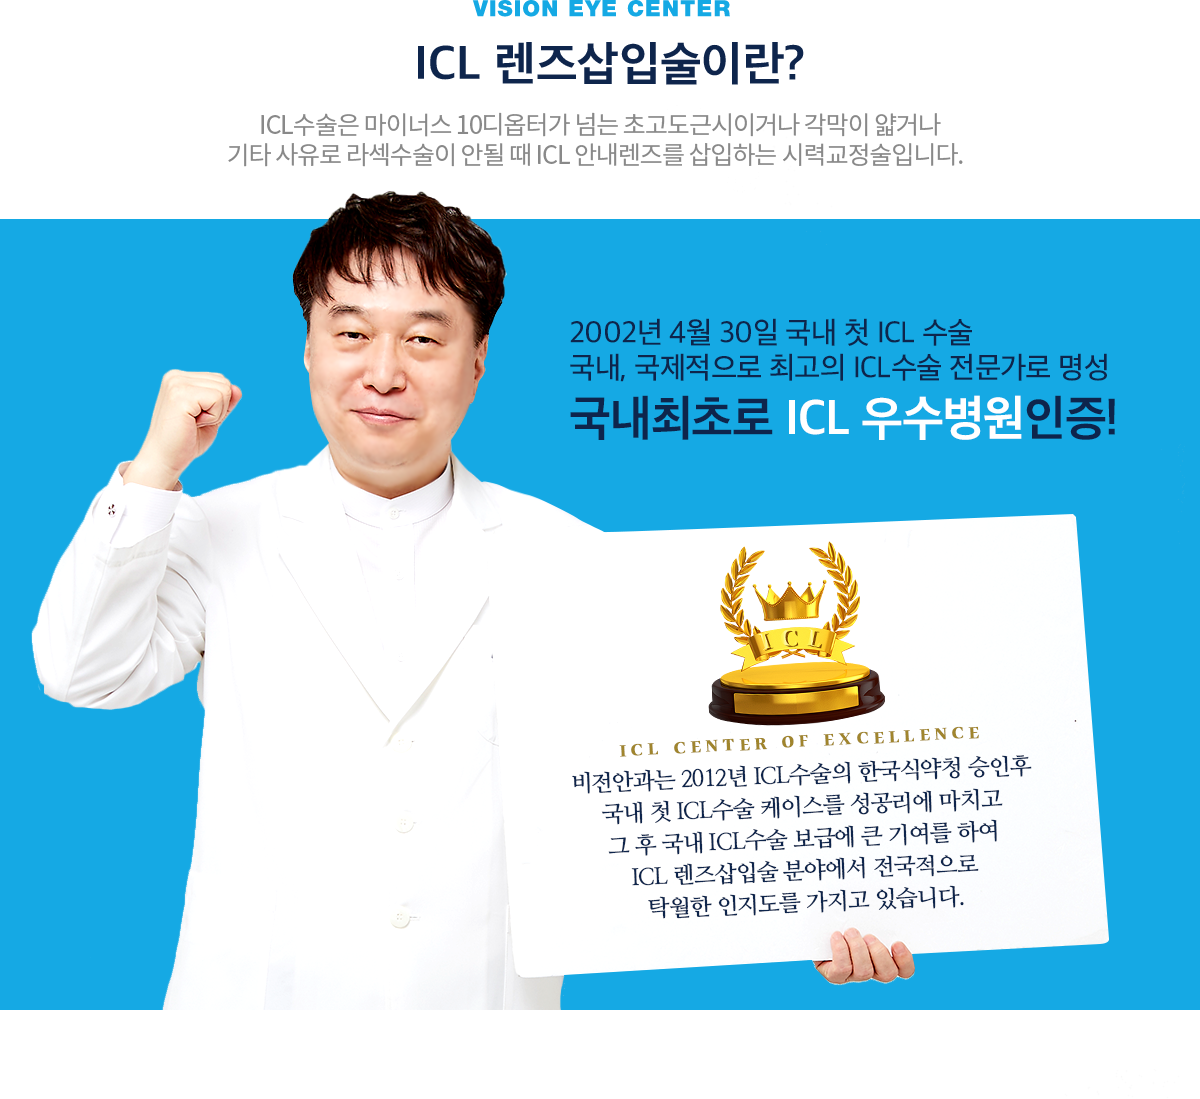 VISION EYE CENTER
ICL 렌즈삽입술이란?
ICL수술은 마이너스 10디옵터가 넘는 초고도근시이거나 각막이 얇거나
기타 사유로 라섹수술이 안될 때 ICL 안내렌즈를 삽입하는 시력교정술입니다.
2002년 4월 30일 국내 첫 ICL 수술
국내, 국제적으로 최고의 ICL수술 전문가로 명성
국내최초로 ICL 우수병원인증!
ICL
ICL CENTER OF EXCELLENCE
비전안과는 2012년 ICL수술의 한국식약청 승인후
국내 첫 ICL수술 케이스를 성공리에 마치고
그 후 국내 ICL수술 보급에 큰 기여를 하여
ICL 렌즈삽입술 분야에서 전국적으로
탁월한 인지도를 가지고 있습니다.